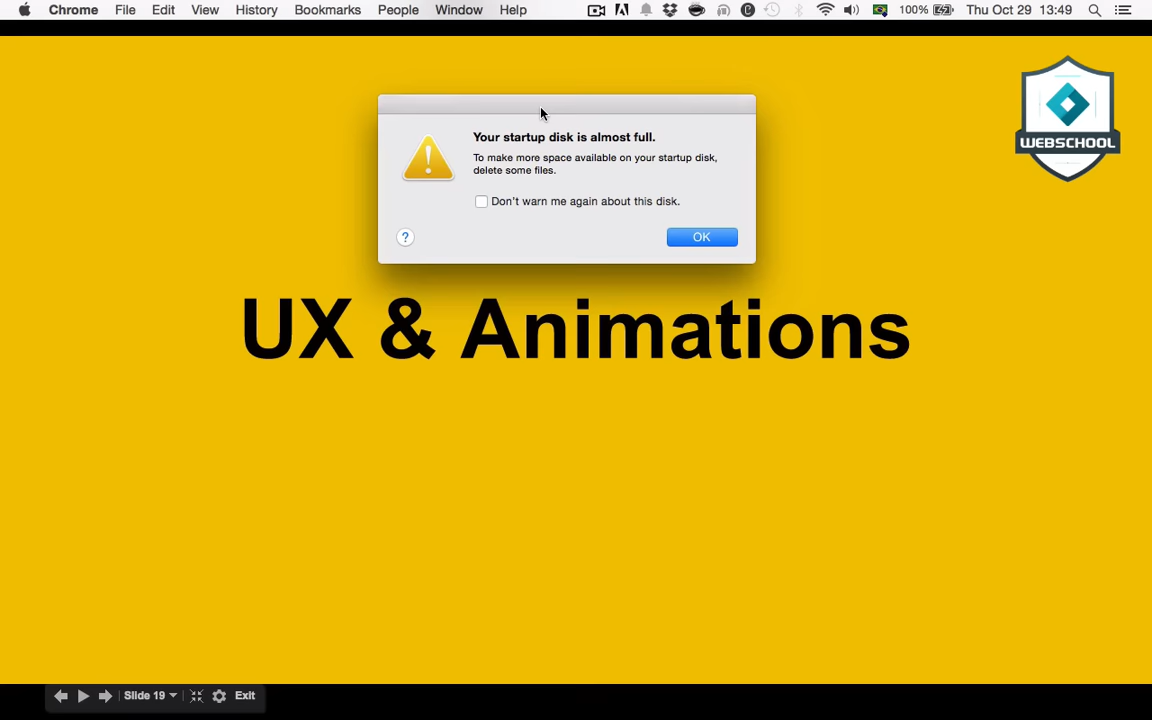 Chrome File Edit View History Bookmarks People Window Help 100% Thu Oct 29 13:49
WEBSCHOOL
Your startup disk is almost full.
To make more space available on your startup disk,
delete some files.
Don't warn me again about this disk.
? OK
UX & Animations
Slide 19 Exit